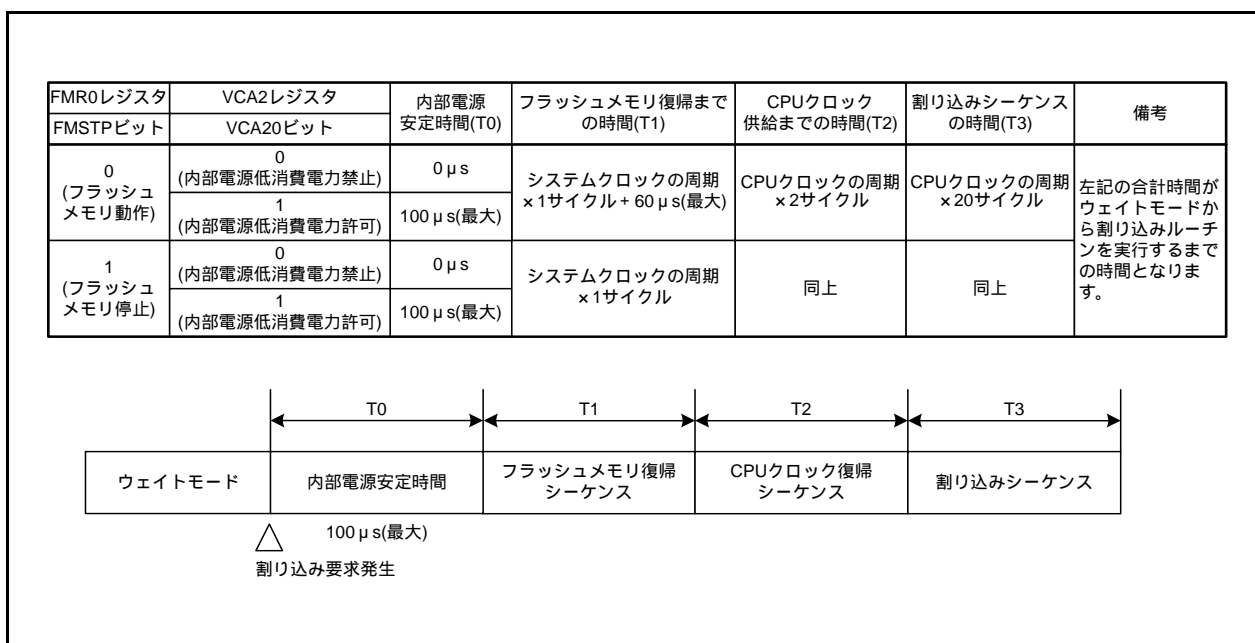 FMR0レジスタ
FMSTPビット
VCA2レジスタ
VCA20ビット
内部電源
安定時間(T0)
フラッシュメモリ復帰まで
の時間(T1)
CPUクロック
供給までの時間(T2)
割り込みシーケンス
の時間(T3)
備考
0
(フラッシュ
メモリ動作)
0
(内部電源低消費電力禁止)
0μs
1
(内部電源低消費電力許可)
100μs(最大)
システムクロックの周期
×1サイクル+60μs(最大)
CPUクロックの周期
×2サイクル
CPUクロックの周期
×20サイクル
左記の合計時間が
ウェイトモードか
ら割り込みルーチ
ンを実行するまで
の時間となりま
す。
1
(フラッシュ
メモリ停止)
0
(内部電源低消費電力禁止)
0μs
1
(内部電源低消費電力許可)
100μs(最大)
システムクロックの周期
×1サイクル
同上
同上
T0
T1
T2
T3
ウェイトモード
内部電源安定時間
フラッシュメモリ復帰
シーケンス
CPUクロック復帰
シーケンス
割り込みシーケンス
100μs(最大)
割り込み要求発生